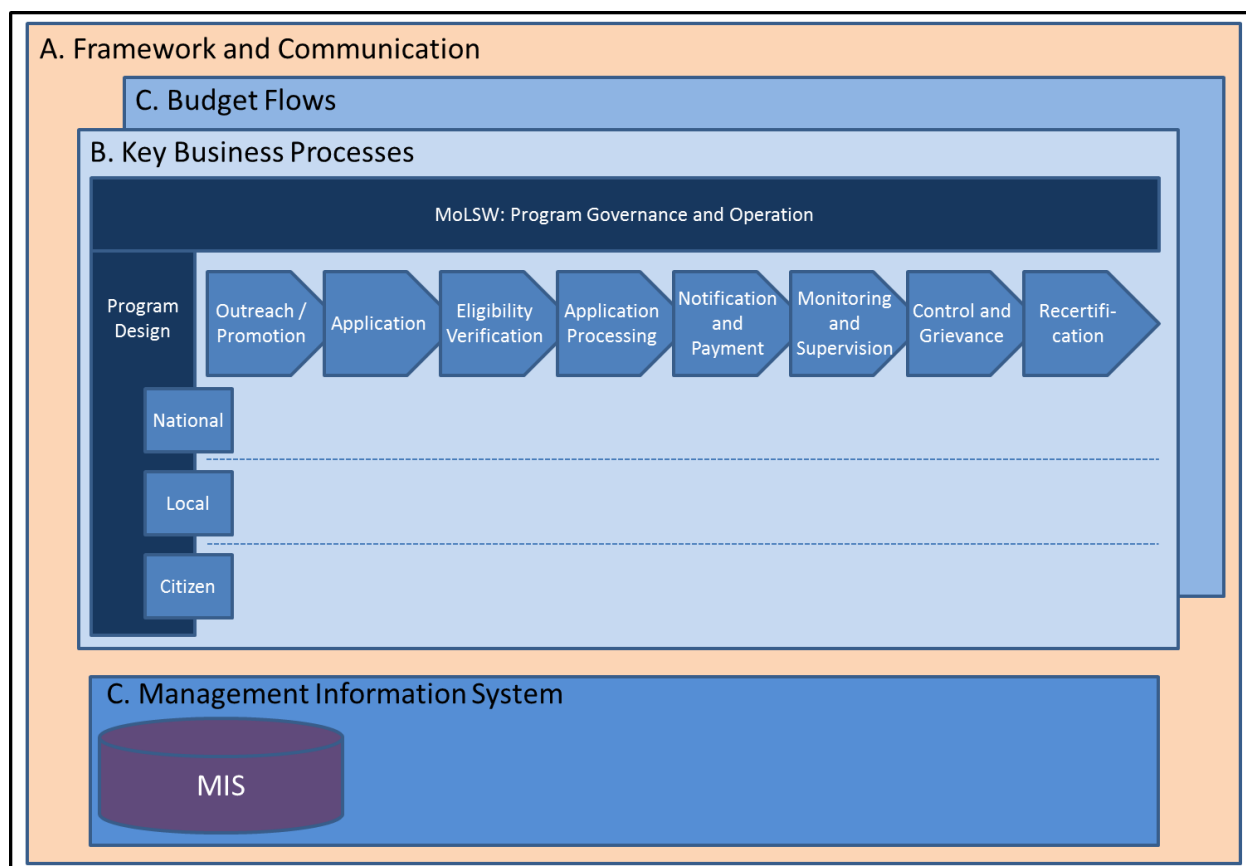 A. Framework and Communication
C. Budget Flows
B. Key Business Processes
MoLSW: Program Governance and Operation
Program
Design
Outreach /
Promotion
Application
Eligibility
Verification
Application
Processing
Notification
and
Payment
Monitoring
and
Supervision
Control and
Grievance
Recertifi-
cation
National
Local
Citizen
C. Management Information System
MIS